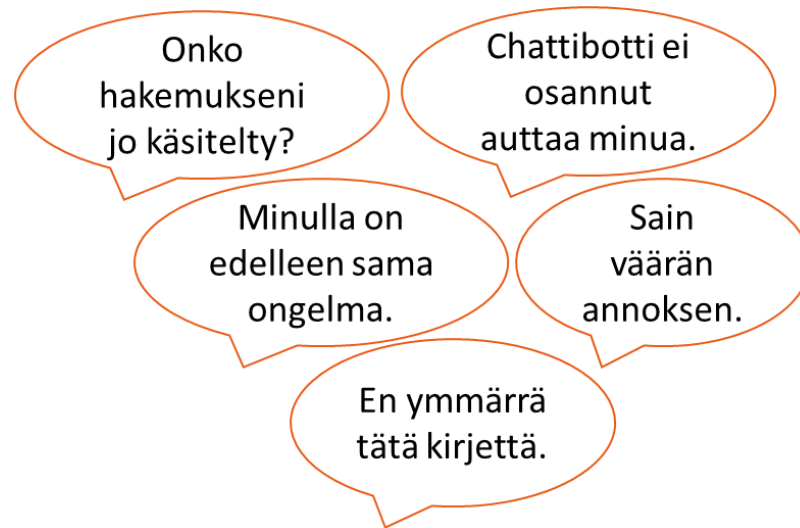 Onko
hakemukseni
jo käsitelty?
Chattibotti ei
osannut
auttaa minua.
Minulla on
edelleen sama
ongelma.
Sain
väärän
annoksen.
En ymmärrä
tätä kirjettä.